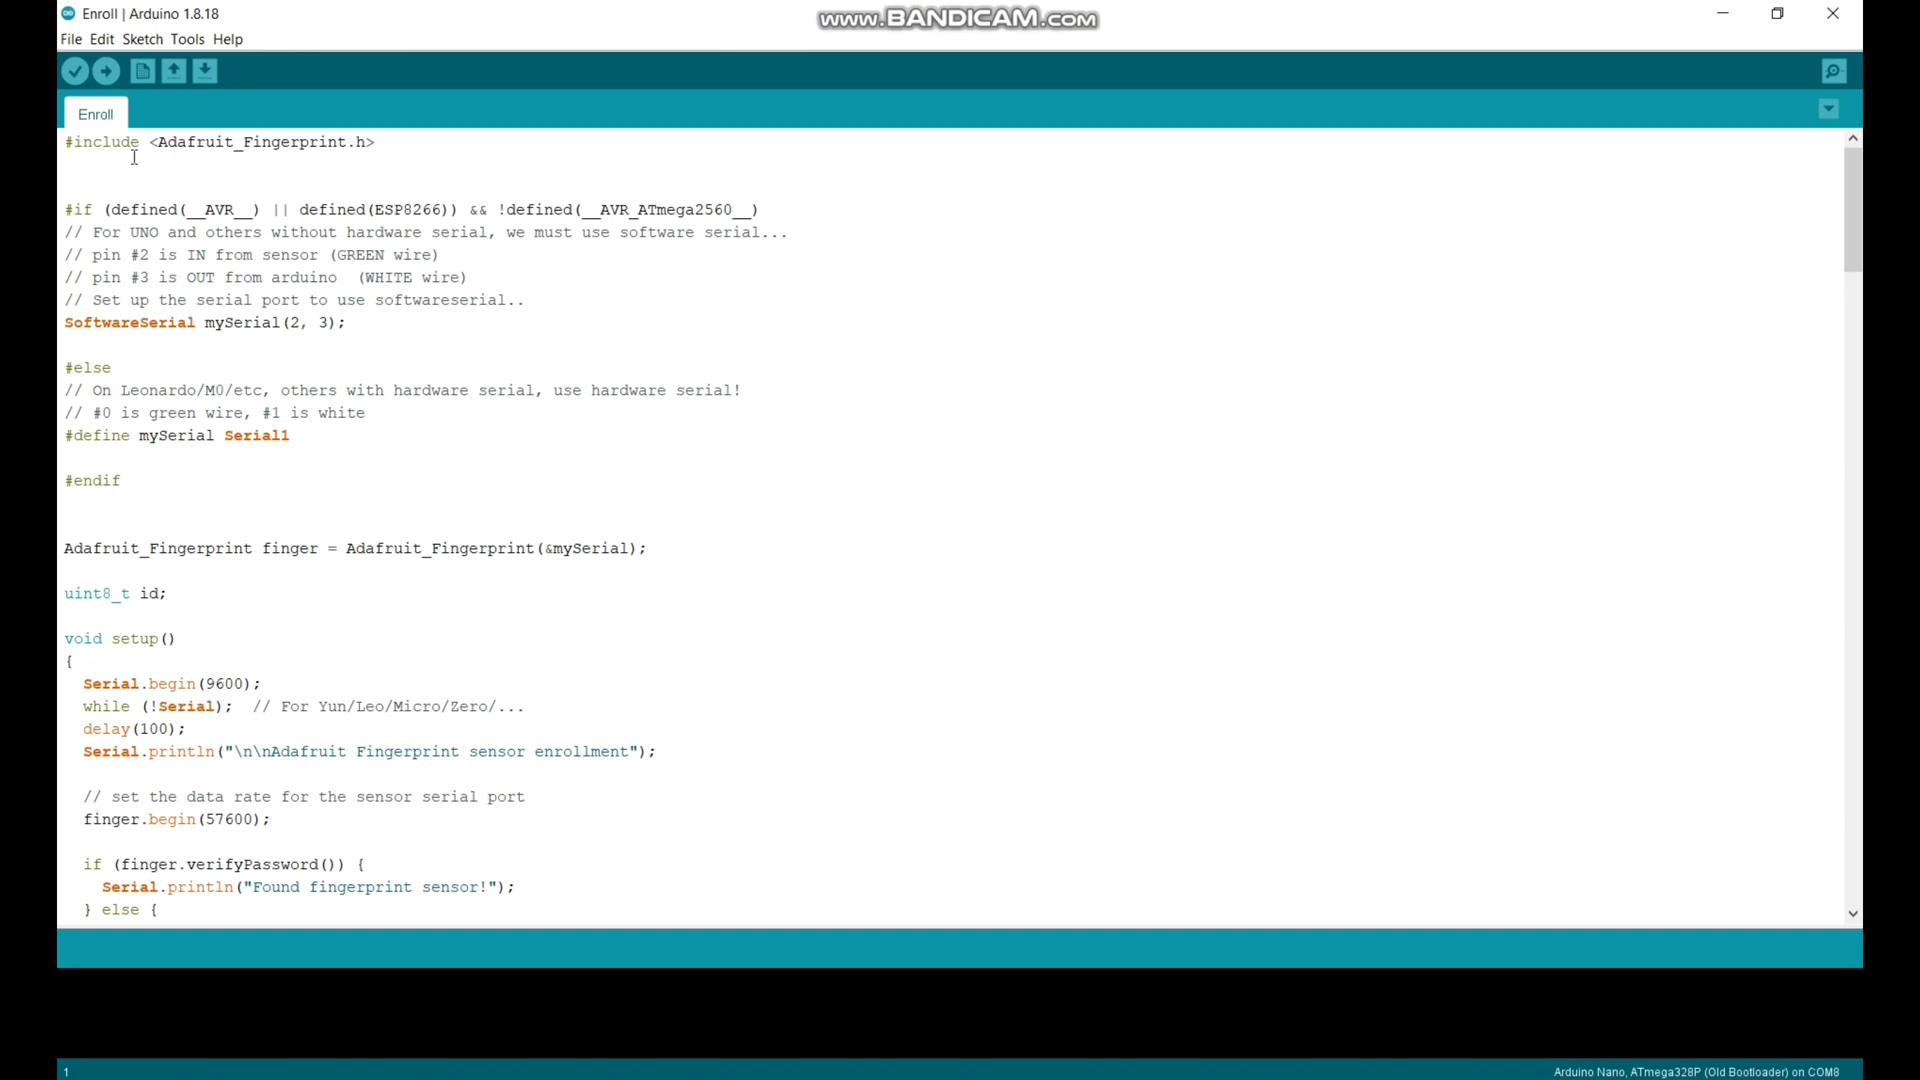 Enroll | Arduino 1.8.18
www.BANDICAM.com
File Edit Sketch Tools Help
Enroll
#include <Adafruit_Fingerprint.h>
#if (defined(__AVR__) || defined(ESP8266)) && !defined(__AVR_ATmega2560__)
// For UNO and others without hardware serial, we must use software serial...
// pin #2 is IN from sensor (GREEN wire)
// pin #3 is OUT from arduino  (WHITE wire)
// Set up the serial port to use softwareserial..
SoftwareSerial mySerial(2, 3);
#else
// On Leonardo/M0/etc, others with hardware serial, use hardware serial!
// #0 is green wire, #1 is white
#define mySerial Serial1
#endif
Adafruit_Fingerprint finger = Adafruit_Fingerprint(&mySerial);
uint8_t id;
void setup()
{
  Serial.begin(9600);
  while (!Serial);  // For Yun/Leo/Micro/Zero/...
  delay(100);
  Serial.println("\n\nAdafruit Fingerprint sensor enrollment");
  // set the data rate for the sensor serial port
  finger.begin(57600);
  if (finger.verifyPassword()) {
    Serial.println("Found fingerprint sensor!");
  } else {
1
Arduino Nano, ATmega328P (Old Bootloader) on COM8